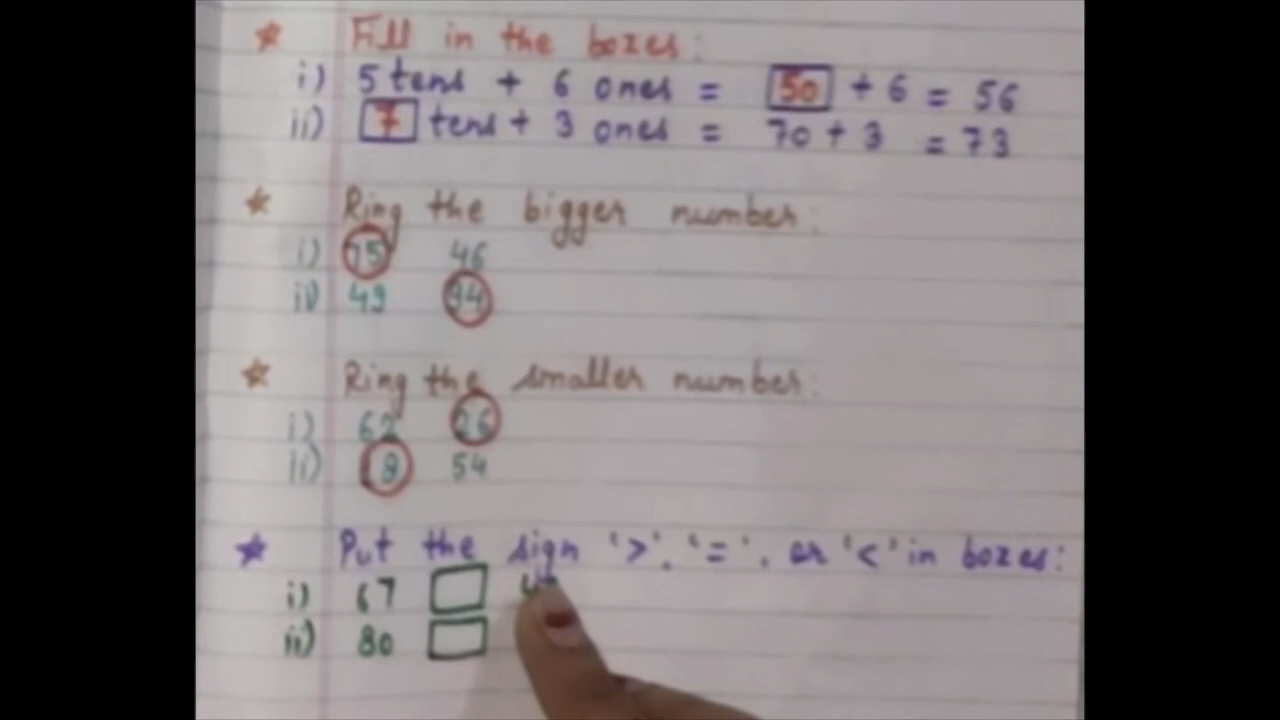 Fill in the boxes:
i) 5 tens + 6 ones = 50 + 6 = 56
ii) 7 tens + 3 ones = 70 + 3 = 73
Ring the bigger number:
i) 75 46
ii) 49 94
Ring the smaller number:
i) 62 26
ii) 18 54
Put the sign '>', '=', or '<' in boxes:
i) 67
ii) 80